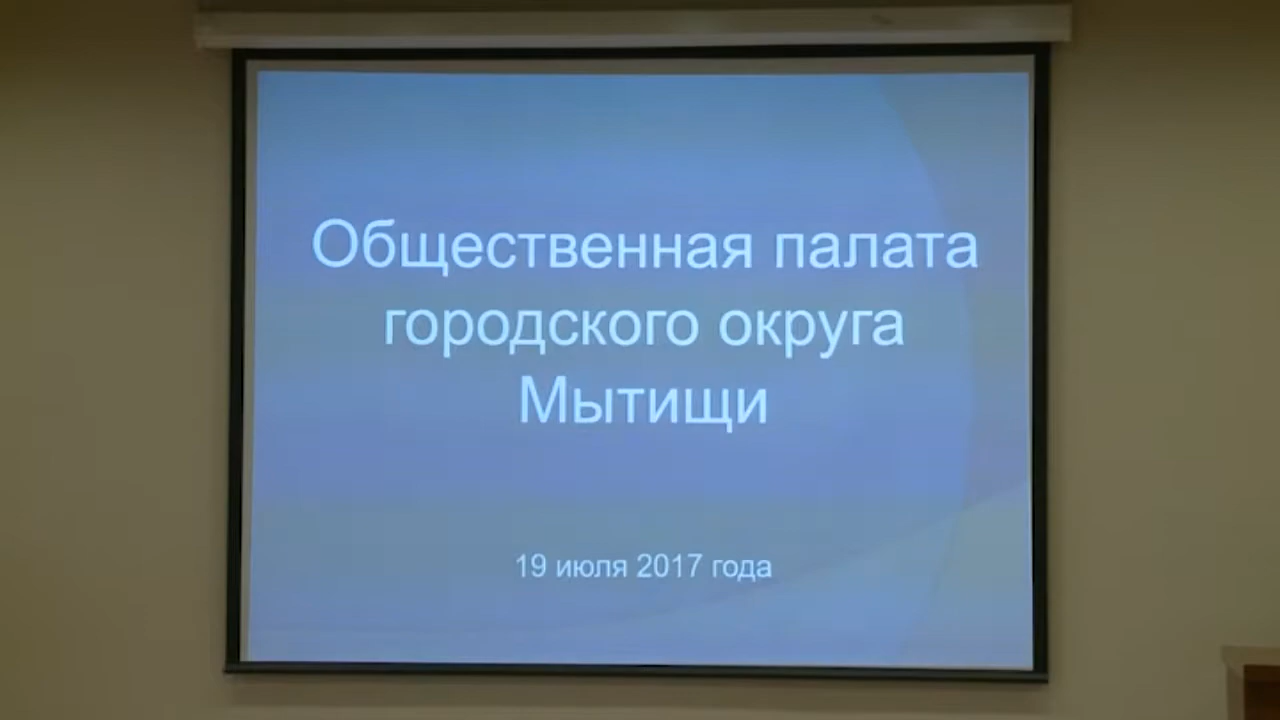 Общественная палата
городского округа
Мытищи
19 июля 2017 года